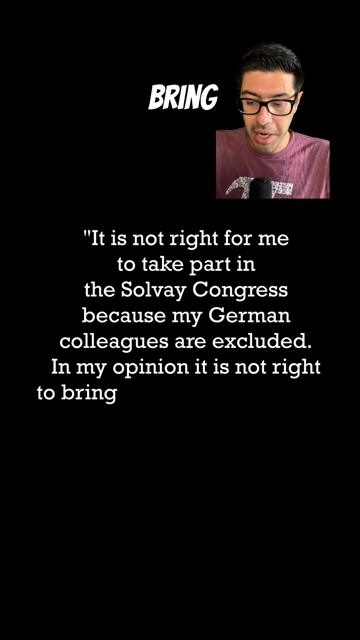 BRING
"It is not right for me
to take part in
the Solvay Congress
because my German
colleagues are excluded.
In my opinion it is not right
to bring